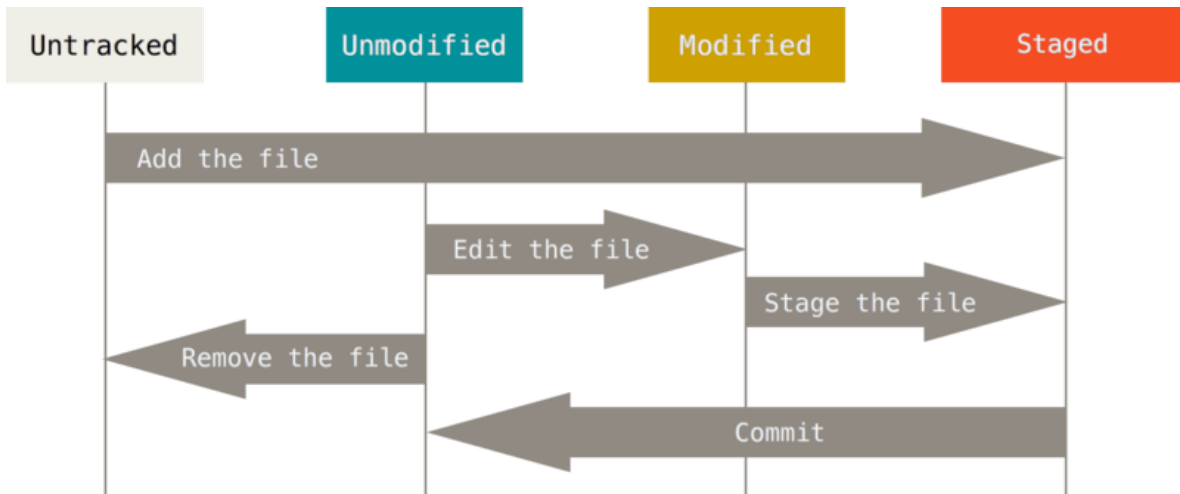 Untracked
Unmodified
Modified
Staged
Add the file
Edit the file
Stage the file
Remove the file
Commit